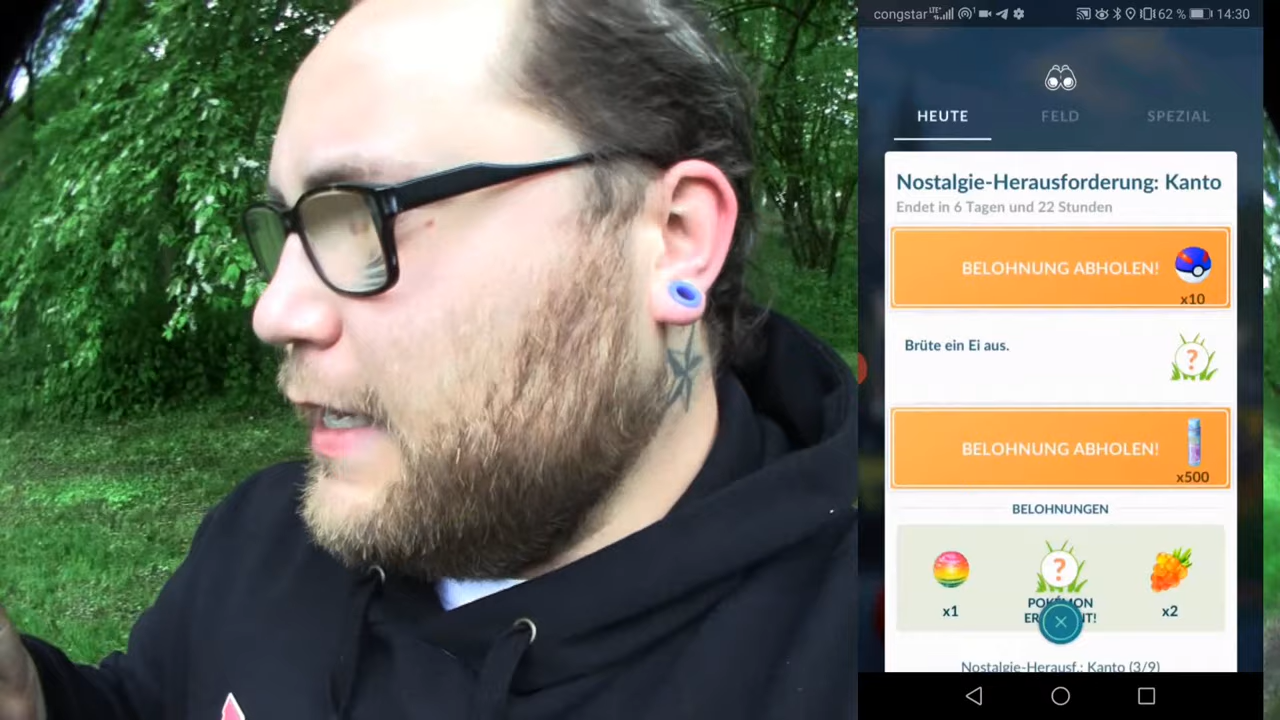 congstar 62 % 14:30
HEUTE FELD SPEZIAL
Nostalgie-Herausforderung: Kanto
Endet in 6 Tagen und 22 Stunden
BELOHNUNG ABHOLEN!
x10
Brüte ein Ei aus.
?
BELOHNUNG ABHOLEN!
x500
BELOHNUNGEN
?
x1 x2
Nostalgie-Herausf.: Kanto (3/9)